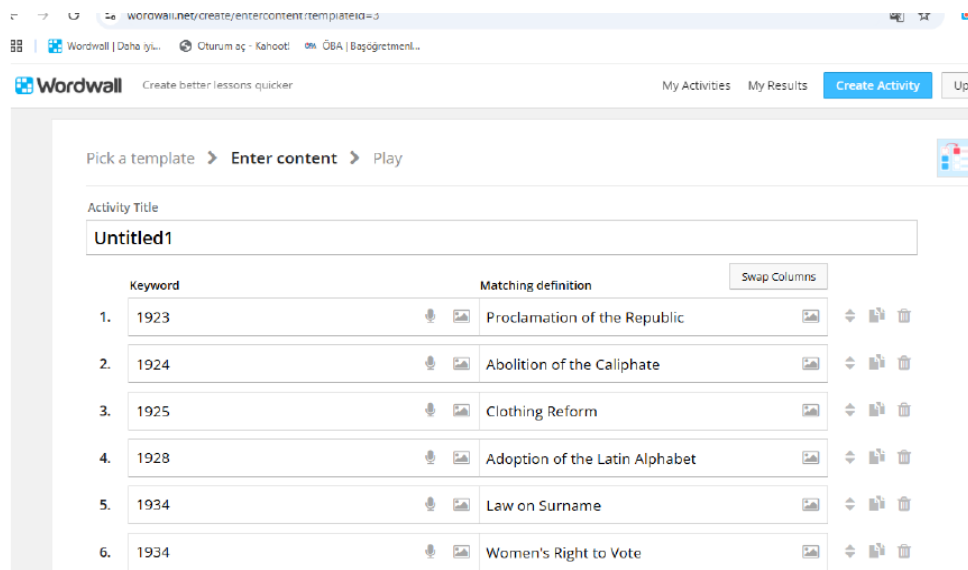 wordwall.net/create/entercontent?templateId=3
Wordwall | Daha iyi... Oturum aç - Kahoot! ÖBA | Başöğretmenl...
Wordwall Create better lessons quicker My Activities My Results Create Activity Up
Pick a template > Enter content > Play
Activity Title
Untitled1
Keyword Matching definition Swap Columns
1. 1923 Proclamation of the Republic
2. 1924 Abolition of the Caliphate
3. 1925 Clothing Reform
4. 1928 Adoption of the Latin Alphabet
5. 1934 Law on Surname
6. 1934 Women's Right to Vote